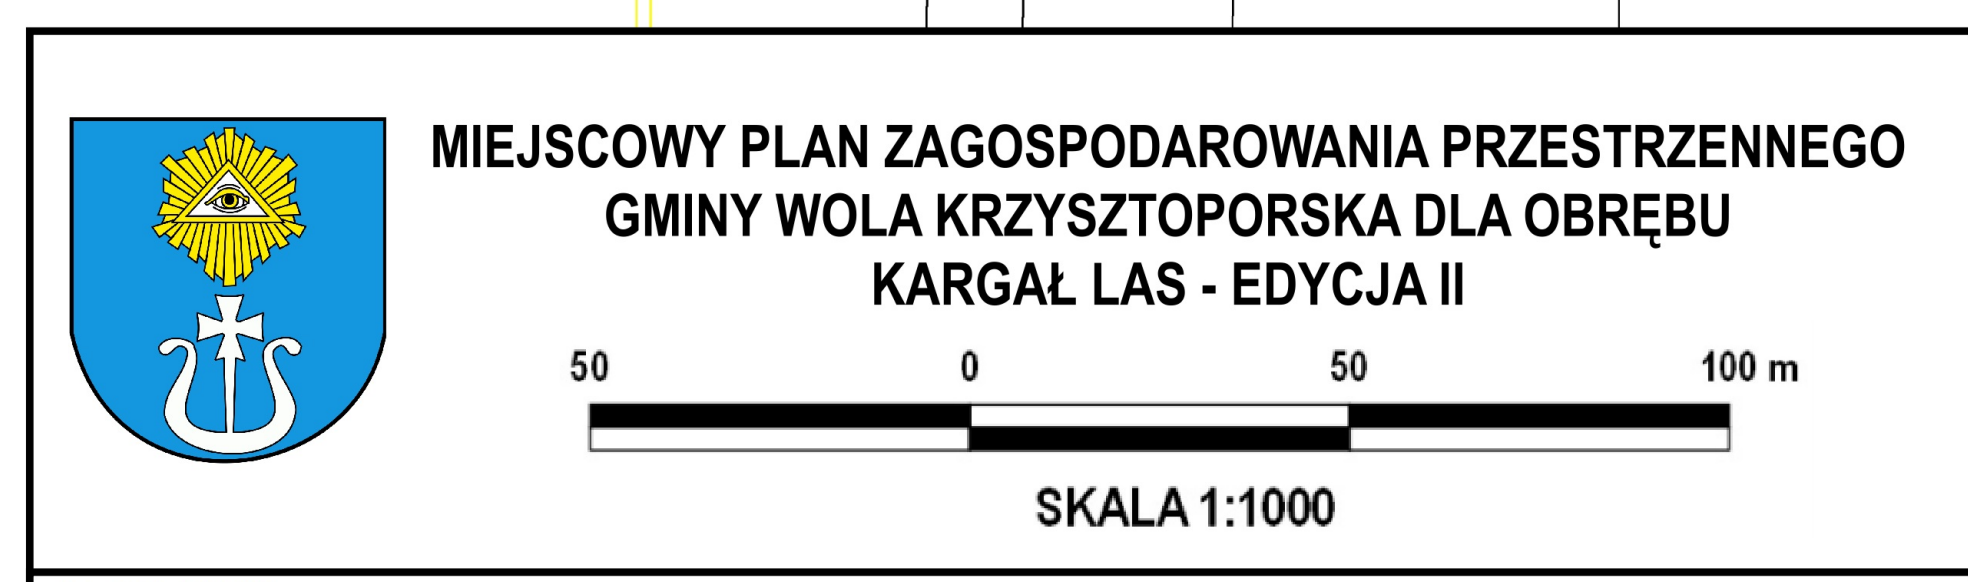 MIEJSCOWY PLAN ZAGOSPODAROWANIA PRZESTRZENNEGO
GMINY WOLA KRZYSZTOPORSKA DLA OBRĘBU
KARGAŁ LAS - EDYCJA II
50 0 50 100 m
SKALA 1:1000